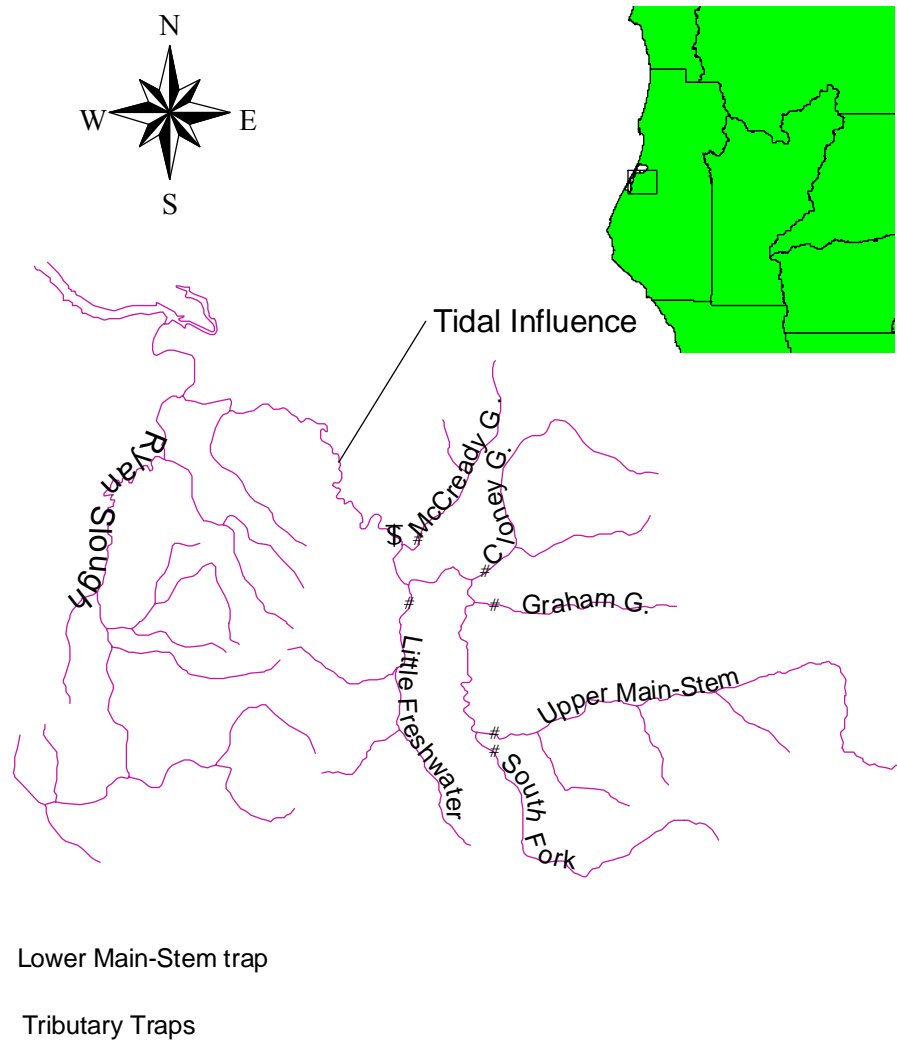 N
W
E
S
Tidal Influence
McCready G.
Cloney G.
Ryan Slough
$
#
#
#
Graham G.
#
Little Freshwater
Upper Main-Stem
#
#
South Fork
Lower Main-Stem trap
Tributary Traps